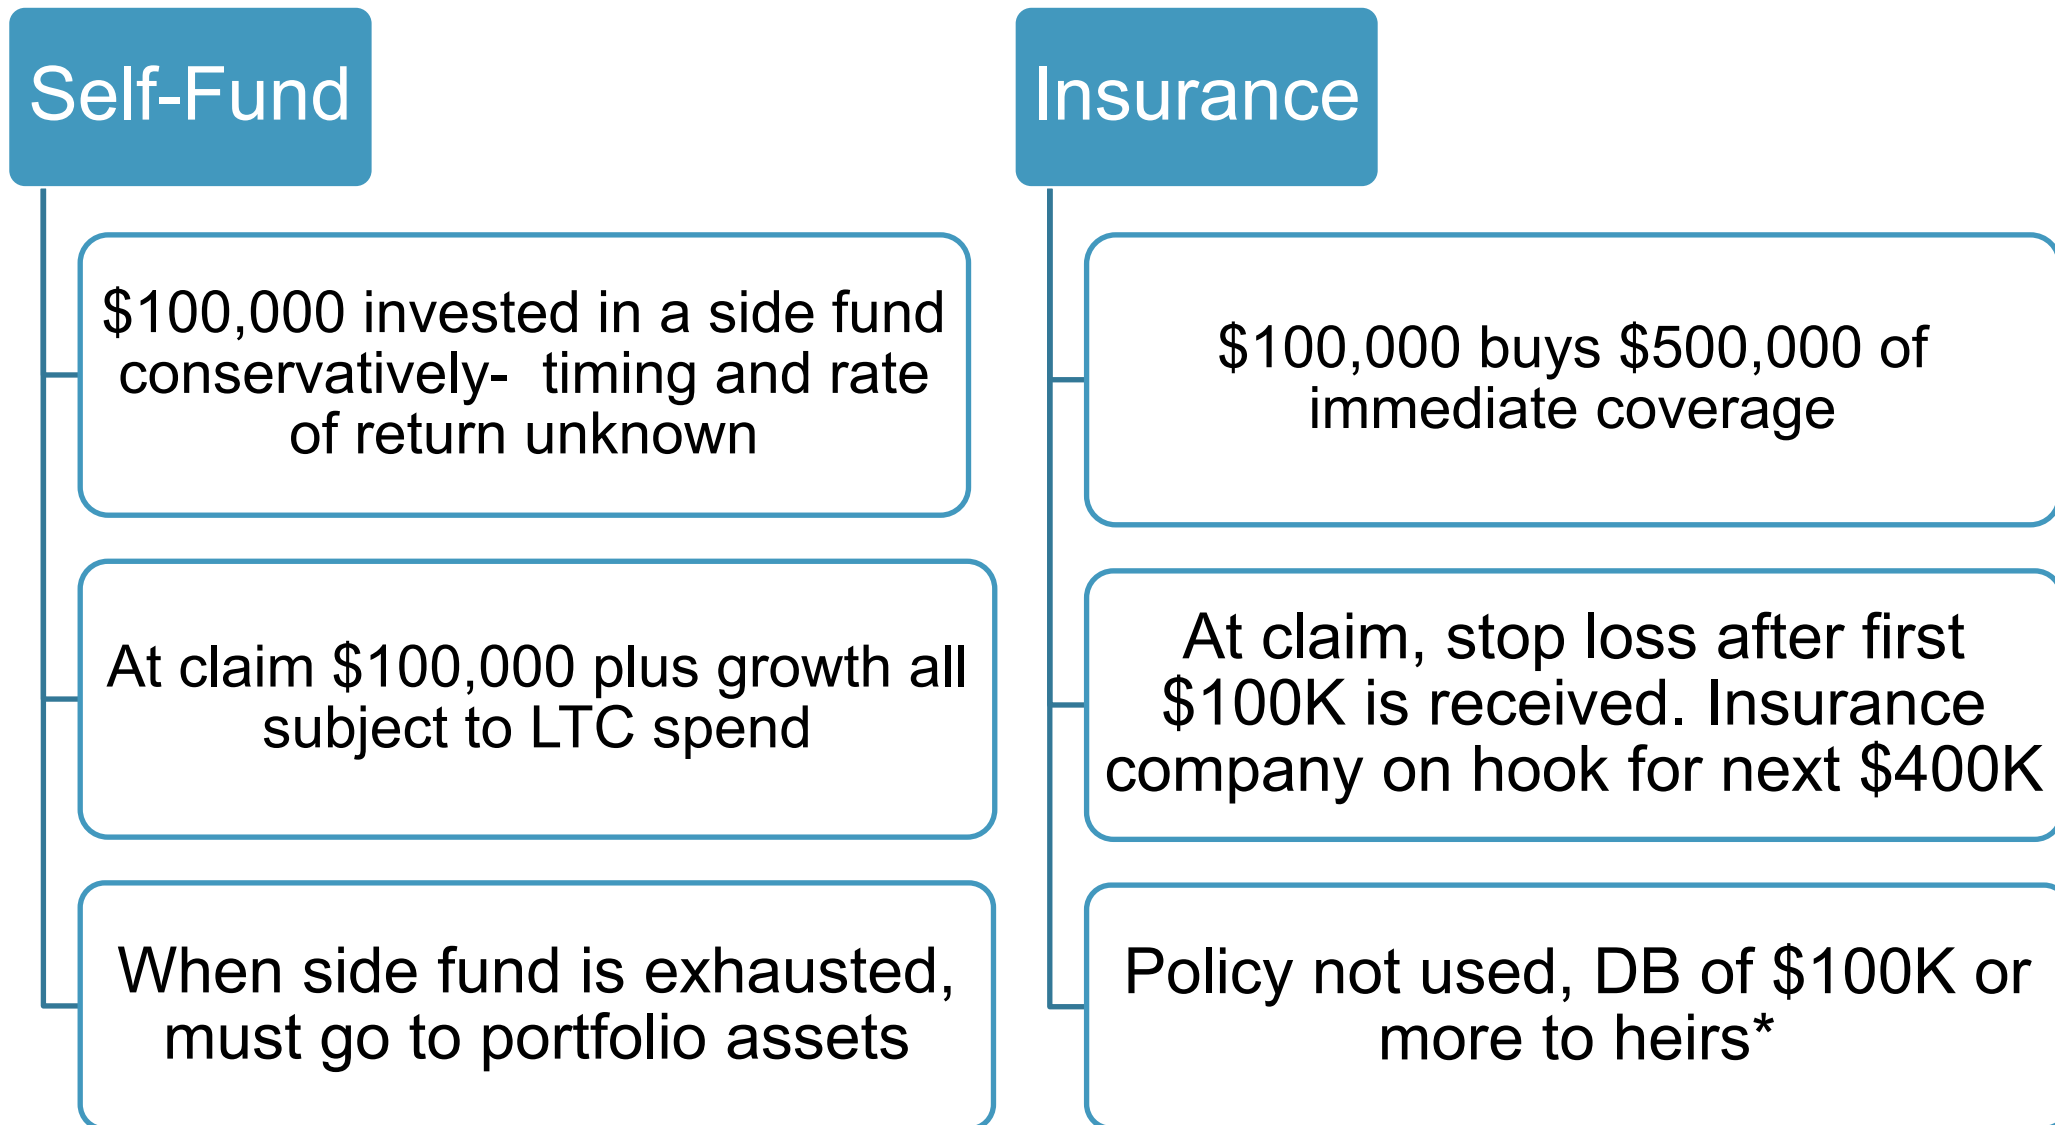 Self-Fund
$100,000 invested in a side fund
conservatively- timing and rate
of return unknown
At claim $100,000 plus growth all
subject to LTC spend
When side fund is exhausted,
must go to portfolio assets
Insurance
$100,000 buys $500,000 of
immediate coverage
At claim, stop loss after first
$100K is received. Insurance
company on hook for next $400K
Policy not used, DB of $100K or
more to heirs*